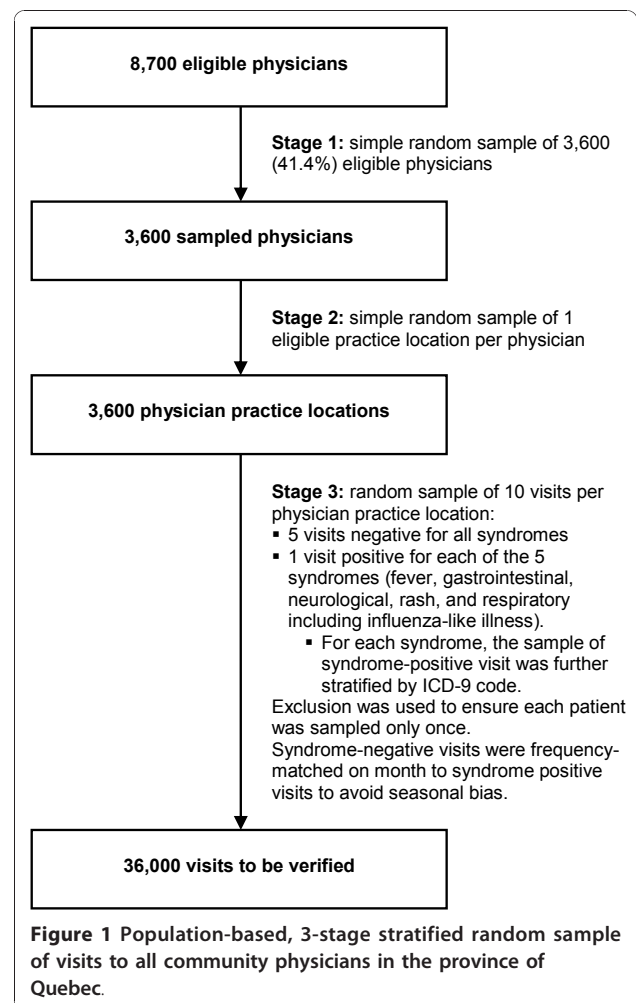 8,700 eligible physicians
Stage 1: simple random sample of 3,600
(41.4%) eligible physicians
3,600 sampled physicians
Stage 2: simple random sample of 1
eligible practice location per physician
3,600 physician practice locations
Stage 3: random sample of 10 visits per
physician practice location:
▪ 5 visits negative for all syndromes
▪ 1 visit positive for each of the 5
syndromes (fever, gastrointestinal,
neurological, rash, and respiratory
including influenza-like illness).
▪ For each syndrome, the sample of
syndrome-positive visit was further
stratified by ICD-9 code.
Exclusion was used to ensure each patient
was sampled only once.
Syndrome-negative visits were frequency-
matched on month to syndrome positive
visits to avoid seasonal bias.
36,000 visits to be verified
Figure 1 Population-based, 3-stage stratified random sample
of visits to all community physicians in the province of
Quebec.